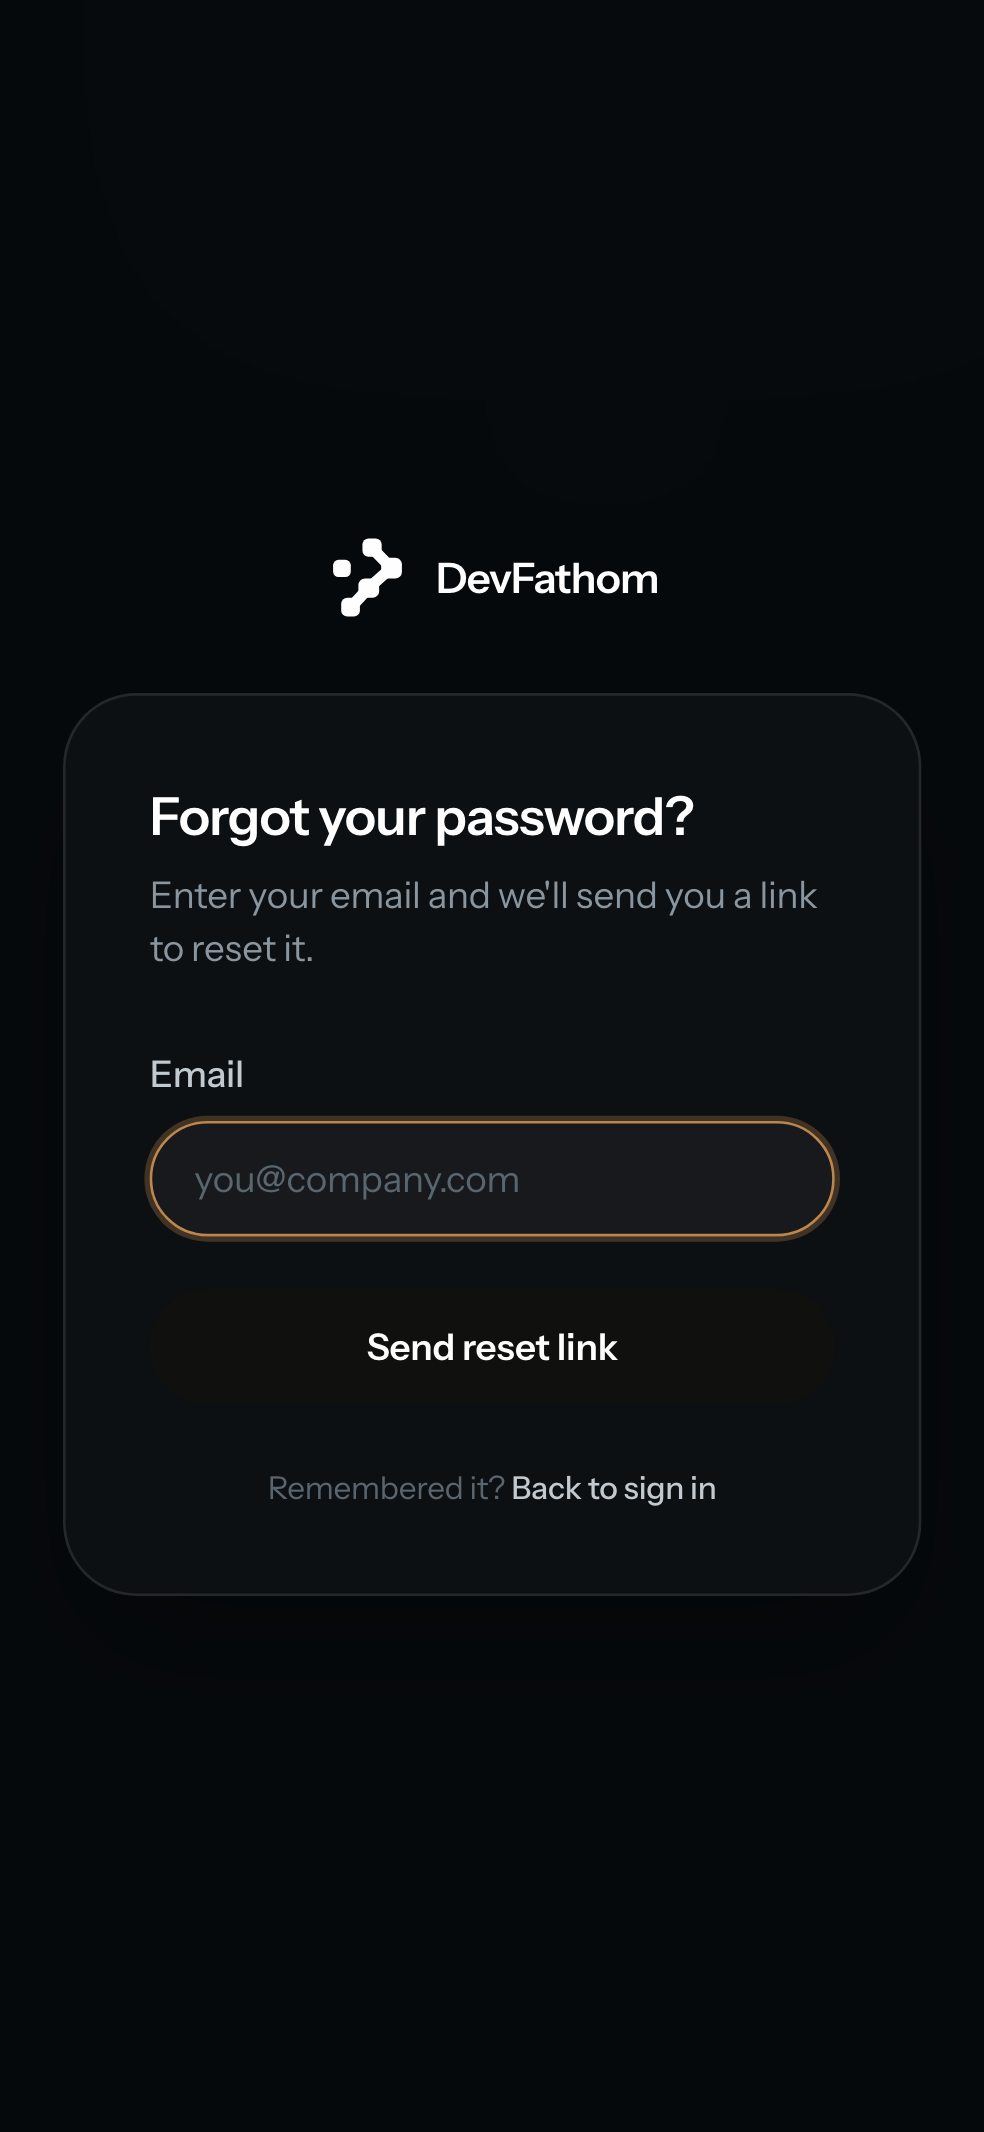 DevFathom
Forgot your password?
Enter your email and we'll send you a link
to reset it.
Email
you@company.com
Send reset link
Remembered it? Back to sign in